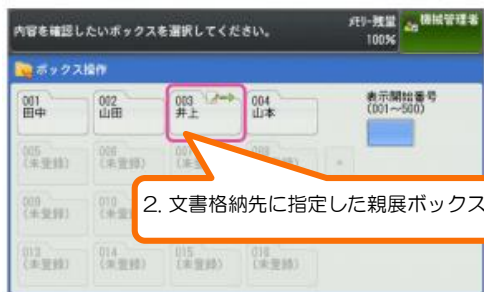 内容を確認したいボックスを選択してください。
メモリー残量
100%
機械管理者
ボックス操作
001
田中
002
山田
003
井上
004
山本
表示開始番号
(001～500)
005
(未登録)
006
(未登録)
009
(未登録)
010
2. 文書格納先に指定した親展ボックス
013
(未登録)
014
(未登録)
015
(未登録)
016
(未登録)